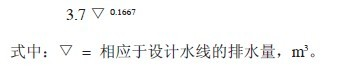 3.7 ▽ 0.1667
式中：▽ = 相应于设计水线的排水量，m³。